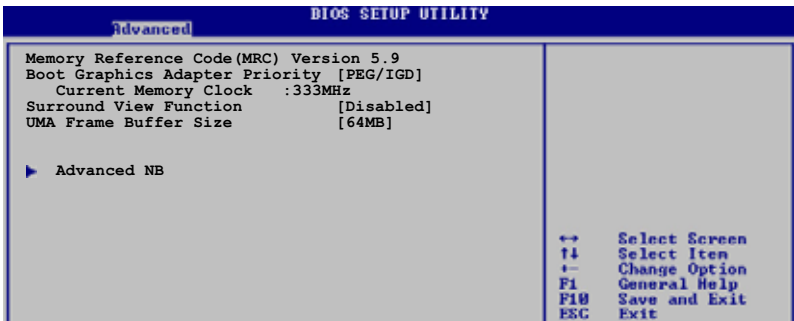 BIOS SETUP UTILITY
Advanced
Memory Reference Code(MRC) Version 5.9
Boot Graphics Adapter Priority [PEG/IGD]
Current Memory Clock :333MHz
Surround View Function [Disabled]
UMA Frame Buffer Size [64MB]
Advanced NB
↔ Select Screen
↑↓ Select Item
+- Change Option
F1 General Help
F10 Save and Exit
ESC Exit